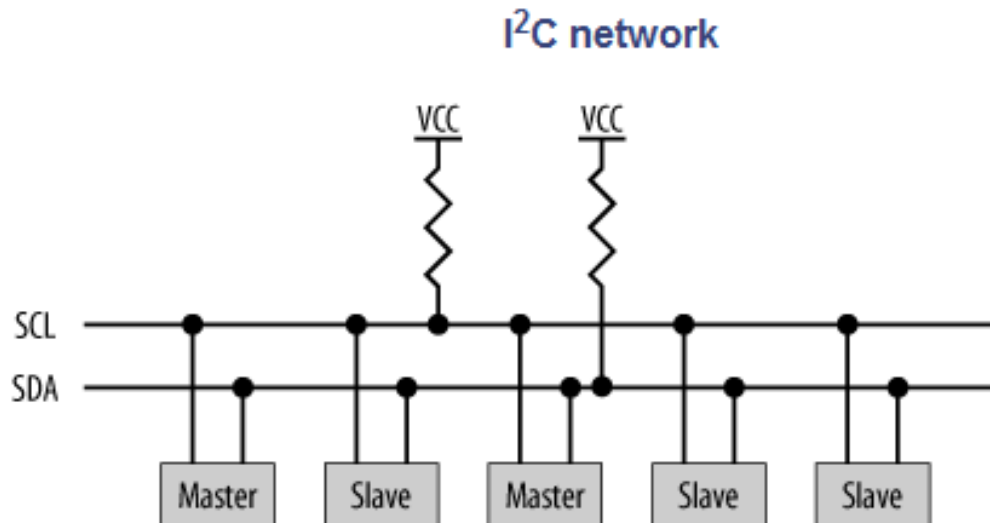 I²C network
VCC VCC
SCL
SDA
Master Slave Master Slave Slave